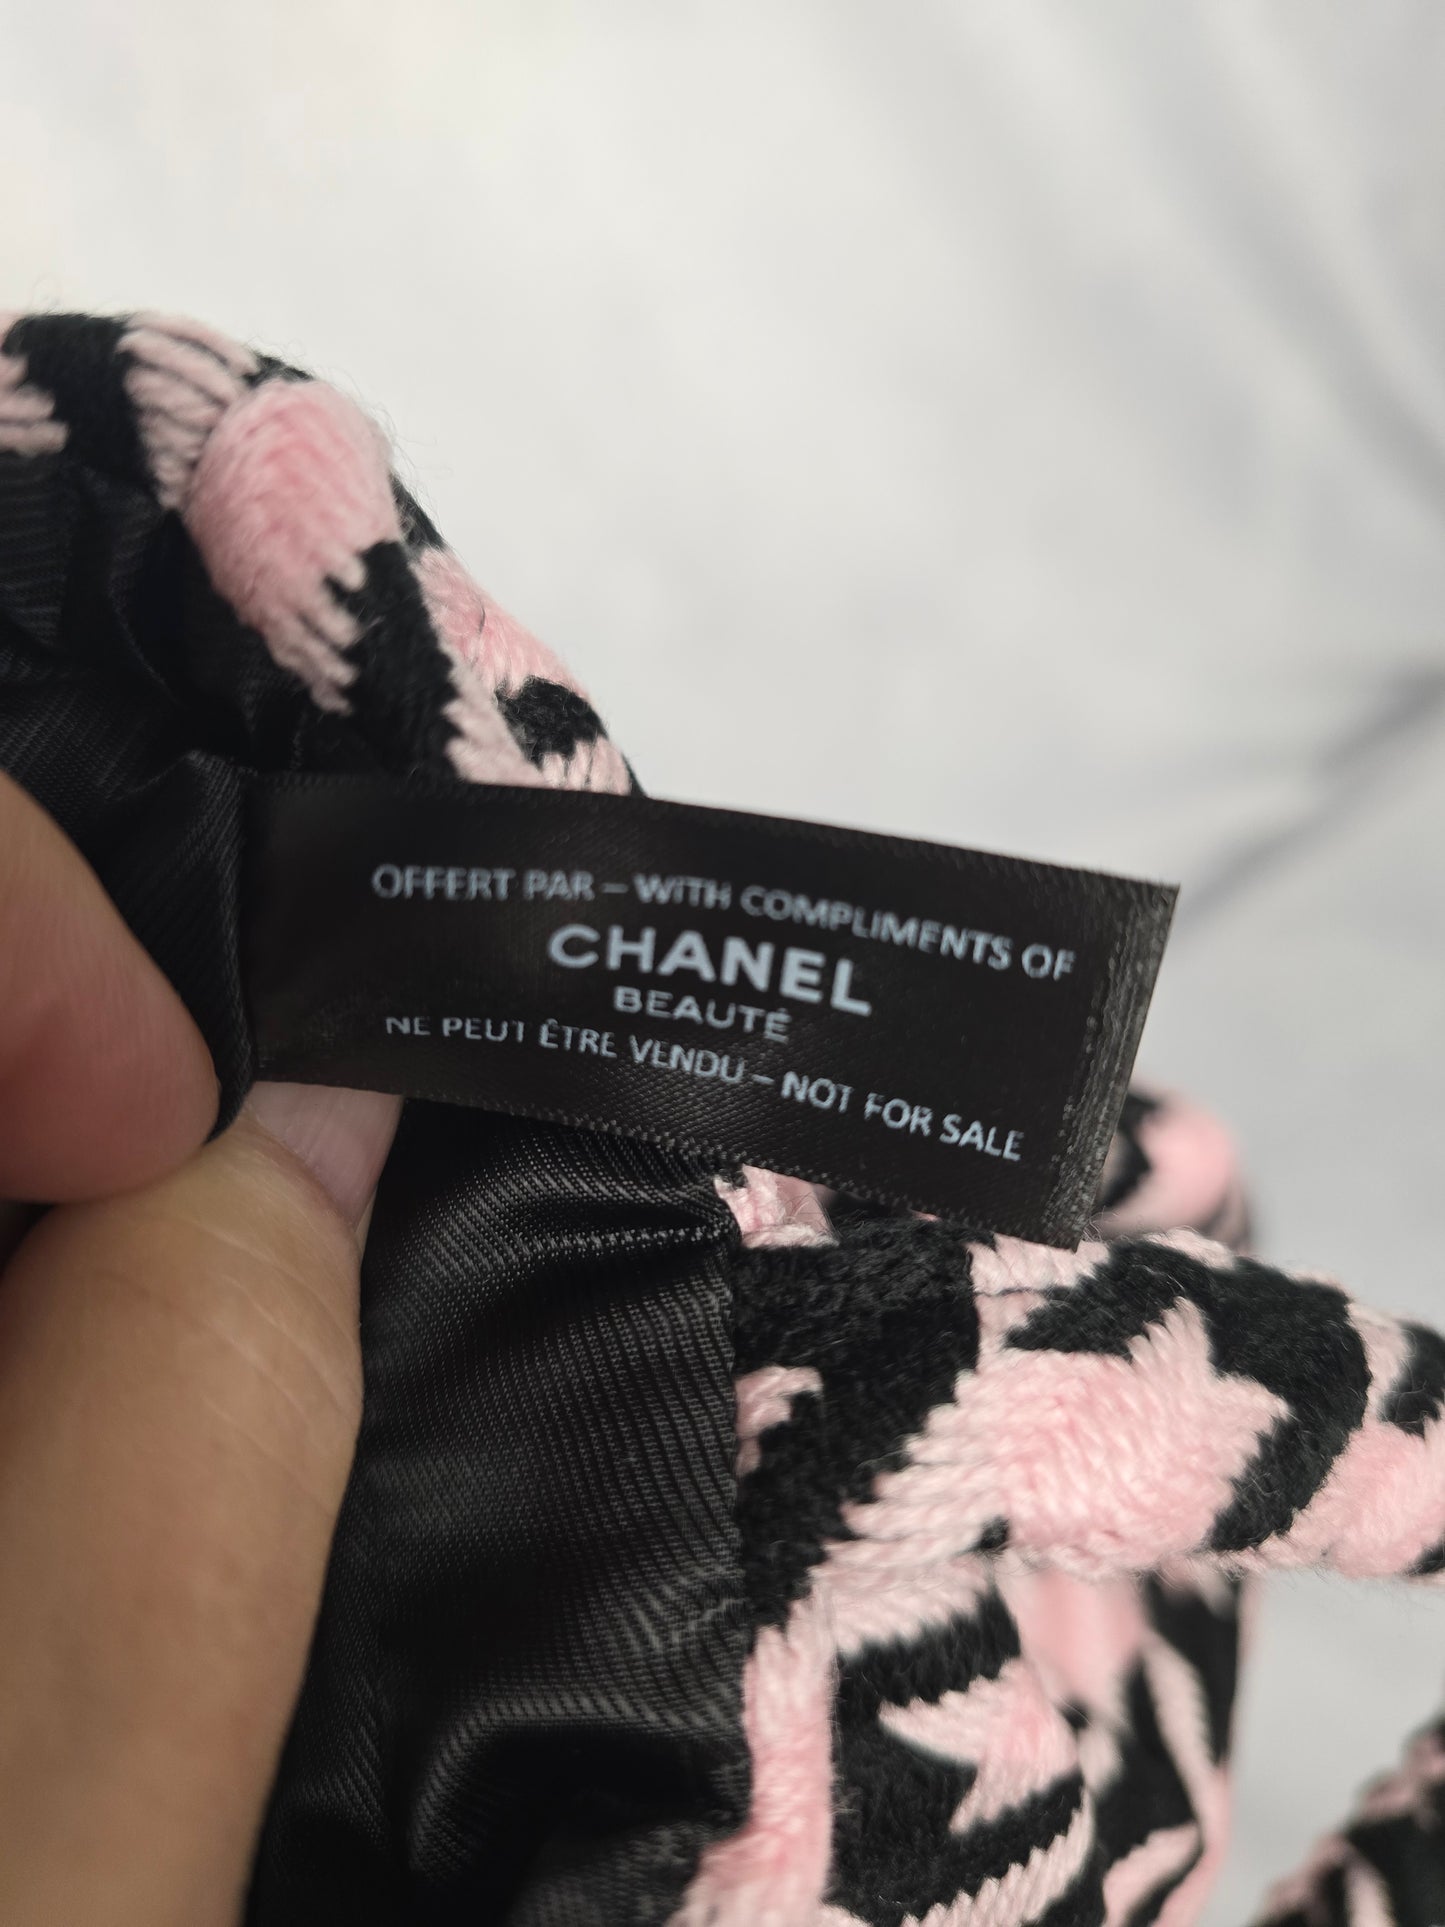 OFFERT PAR – WITH COMPLIMENTS OF
CHANEL
BEAUTÉ
NE PEUT ÊTRE VENDU – NOT FOR SALE